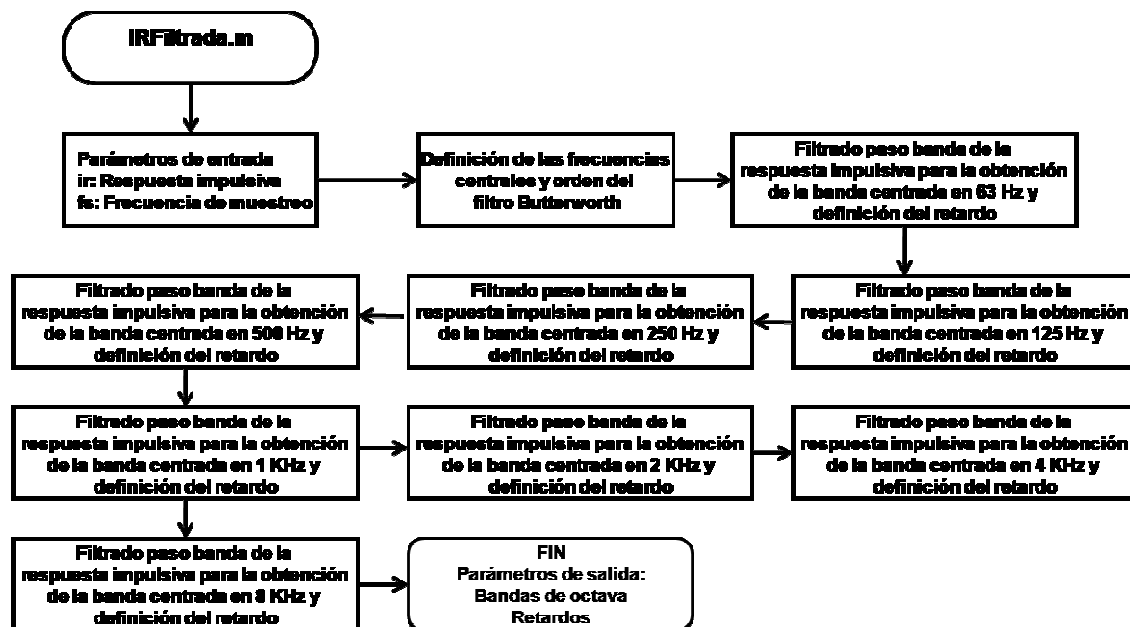 IRFiltrada.m
Parámetros de entrada
ir: Respuesta impulsiva
fs: Frecuencia de muestreo
Definición de las frecuencias
centrales y orden del
filtro Butterworth
Filtrado paso banda de la
respuesta impulsiva para la obtención
de la banda centrada en 63 Hz y
definición del retardo
Filtrado paso banda de la
respuesta impulsiva para la obtención
de la banda centrada en 125 Hz y
definición del retardo
Filtrado paso banda de la
respuesta impulsiva para la obtención
de la banda centrada en 250 Hz y
definición del retardo
Filtrado paso banda de la
respuesta impulsiva para la obtención
de la banda centrada en 500 Hz y
definición del retardo
Filtrado paso banda de la
respuesta impulsiva para la obtención
de la banda centrada en 1 KHz y
definición del retardo
Filtrado paso banda de la
respuesta impulsiva para la obtención
de la banda centrada en 2 KHz y
definición del retardo
Filtrado paso banda de la
respuesta impulsiva para la obtención
de la banda centrada en 4 KHz y
definición del retardo
Filtrado paso banda de la
respuesta impulsiva para la obtención
de la banda centrada en 8 KHz y
definición del retardo
FIN
Parámetros de salida:
Bandas de octava
Retardos